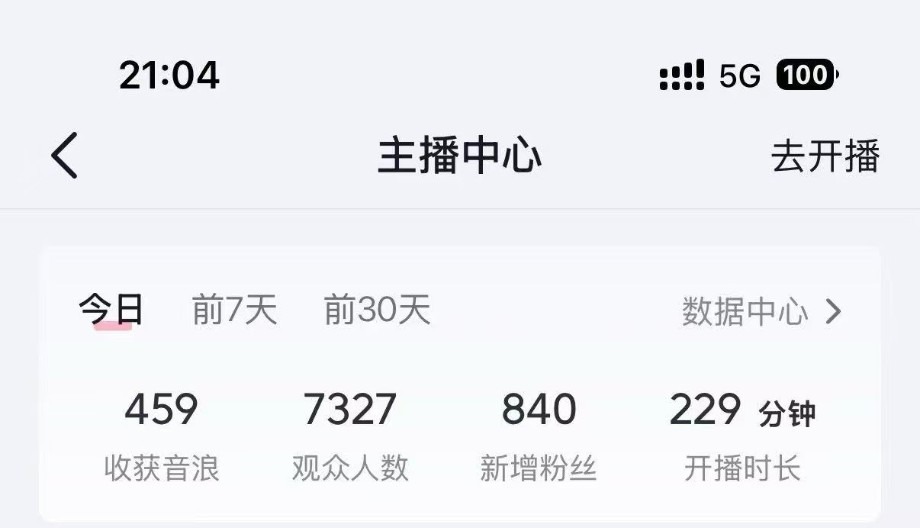 21:04 5G 100
主播中心 去开播
今日 前7天 前30天 数据中心
459 7327 840 229 分钟
收获音浪 观众人数 新增粉丝 开播时长